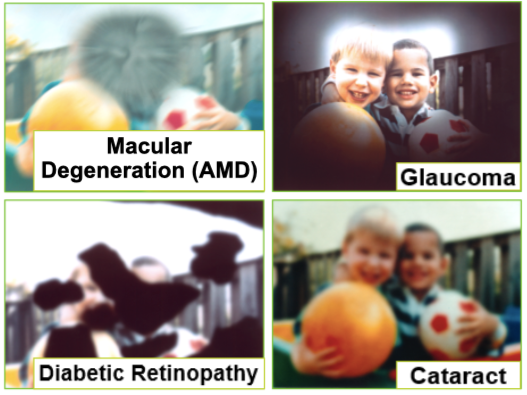 Macular
Degeneration (AMD)
Glaucoma
Diabetic Retinopathy
Cataract